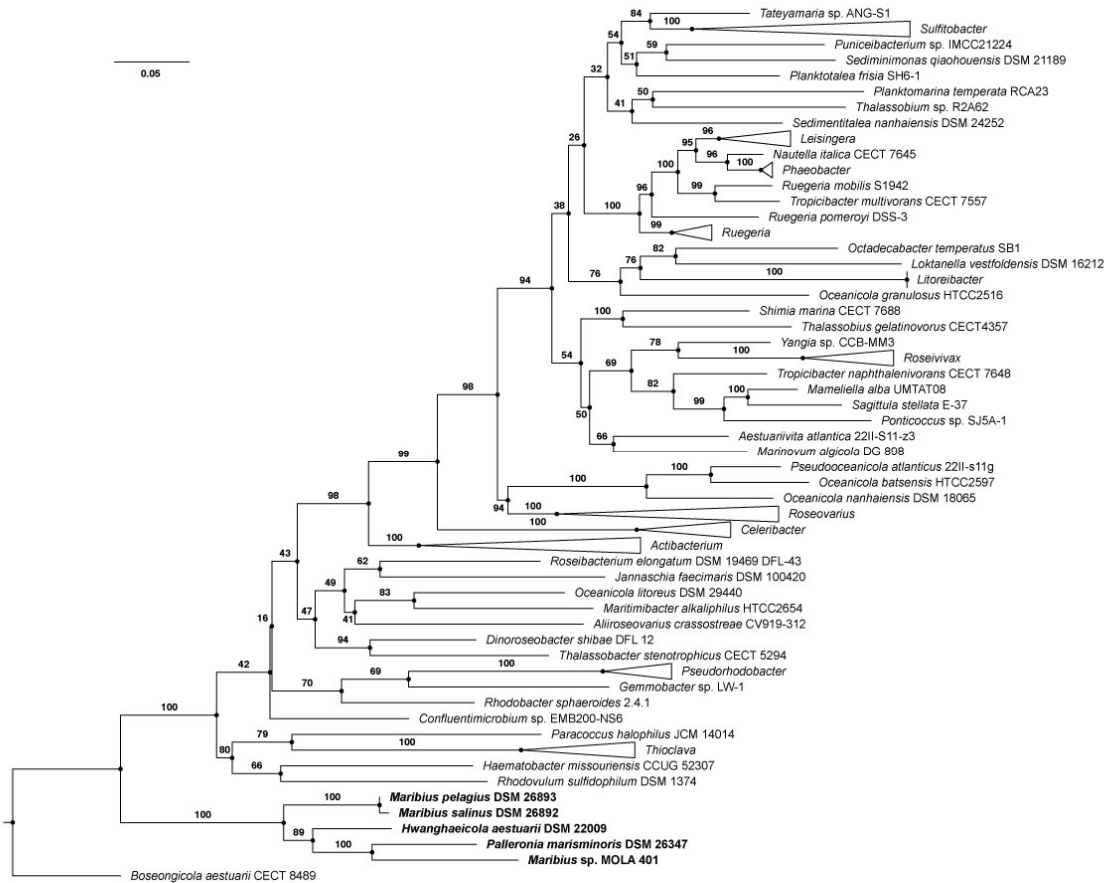 84 Tateyamaria sp. ANG-S1
100 Sulfitobacter
54
59 Puniceibacterium sp. IMCC21224
51 Sediminimonas qiaohouensis DSM 21189
0.05
32 Planktotalea frisia SH6-1
50 Planktomarina temperata RCA23
41 Thalassobium sp. R2A62
Sedimentitalea nanhaiensis DSM 24252
26 95 96 Leisingera
96 Nautella italica CECT 7645
100 100 Phaeobacter
96 99 Ruegeria mobilis S1942
Tropicibacter multivorans CECT 7557
38 100 Ruegeria pomeroyi DSS-3
99 Ruegeria
82 Octadecabacter temperatus SB1
76 Loktanella vestfoldensis DSM 16212
76 100 Litoreibacter
94 Oceanicola granulosus HTCC2516
100 Shimia marina CECT 7688
Thalassobius gelatinovorus CECT4357
78 Yangia sp. CCB-MM3
54 69 100 Roseivivax
Tropicibacter naphthalenivorans CECT 7648
98 82 100 Mameliella alba UMTAT08
99 Sagittula stellata E-37
50 Ponticoccus sp. SJ5A-1
66 Aestuariivita atlantica 22II-S11-z3
Marinovum algicola DG 898
99 100 Pseudooceanicola atlanticus 22II-s11g
100 Oceanicola batsensis HTCC2597
98 Oceanicola nanhaiensis DSM 18065
94 Roseovarius
100 Celeribacter
100 Actibacterium
43 62 Roseibacterium elongatum DSM 19469 DFL-43
49 Jannaschia faecimaris DSM 100420
83 Oceanicola litoreus DSM 29440
47 41 Maritimibacter alkaliphilus HTCC2654
16 Aliiroseovarius crassostreae CV919-312
94 Dinoroseobacter shibae DFL 12
Thalassobacter stenotrophicus CECT 5294
42 69 100 Pseudorhodobacter
70 Gemmobacter sp. LW-1
Rhodobacter sphaeroides 2.4.1
100 Confluentimicrobium sp. EMB200-NS6
79 Paracoccus halophilus JCM 14014
80 100 Thioclava
66 Haematobacter missouriensis CCUG 52307
Rhodovulum sulfidophilum DSM 1374
100 Maribius pelagius DSM 26893
Maribius salinus DSM 26892
100 Hwanghaeicola aestuarii DSM 22009
89 100 Palleronia marisminoris DSM 26347
Maribius sp. MOLA 401
Boseongicola aestuarii CECT 8489